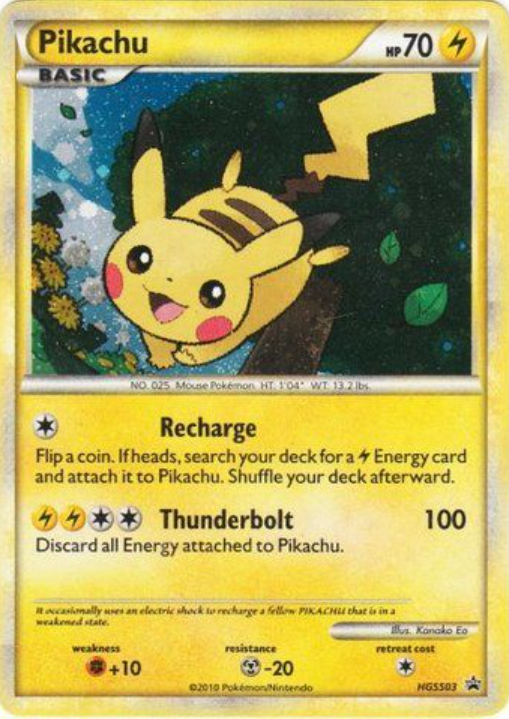 Pikachu
HP 70
BASIC
NO. 025 Mouse Pokémon HT: 1'04" WT: 13.2 lbs.
Recharge
Flip a coin. If heads, search your deck for a Energy card
and attach it to Pikachu. Shuffle your deck afterward.
Thunderbolt 100
Discard all Energy attached to Pikachu.
It occasionally uses an electric shock to recharge a fellow PIKACHU that is in a
weakened state.
Illus. Kanako Eo
weakness resistance retreat cost
+10 -20
©2010 Pokémon/Nintendo HGSS03